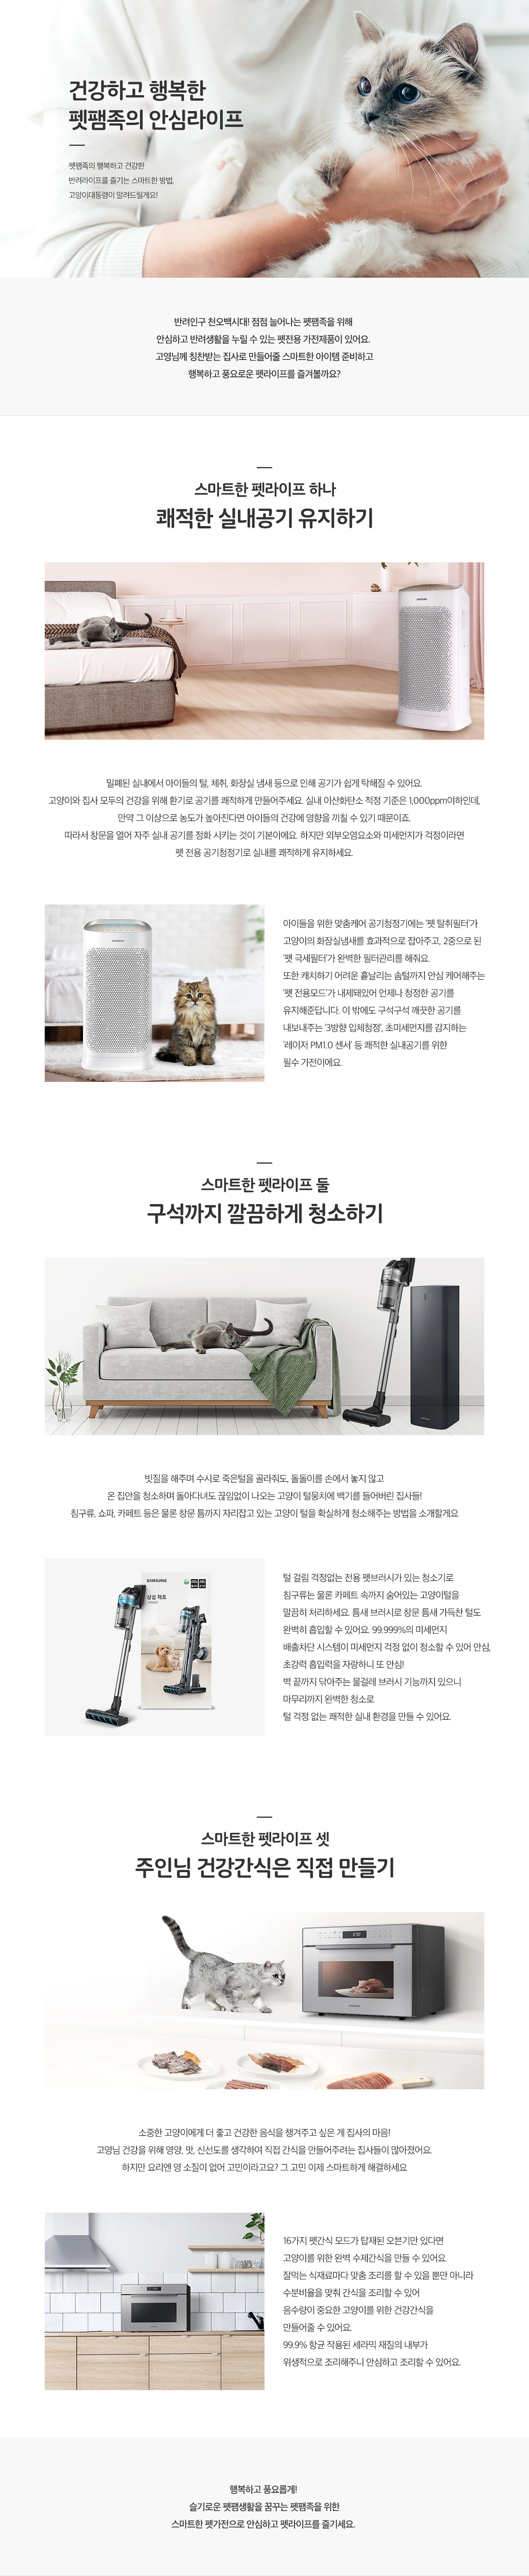 건강하고 행복한
펫팸족의 안심라이프
펫팸족의 행복하고 건강한
반려라이프를 즐기는 스마트한 방법,
고양이대통령이 알려드릴게요!
반려인구 천오백시대! 점점 늘어나는 펫팸족을 위해
안심하고 반려생활을 누릴 수 있는 펫전용 가전제품이 있어요.
고영님께 칭찬받는 집사로 만들어줄 스마트한 아이템 준비하고
행복하고 풍요로운 펫라이프를 즐겨볼까요?
스마트한 펫라이프 하나
쾌적한 실내공기 유지하기
밀폐된 실내에서 아이들의 털, 체취, 화장실 냄새 등으로 인해 공기가 쉽게 탁해질 수 있어요.
고양이와 집사 모두의 건강을 위해 환기로 공기를 쾌적하게 만들어주세요. 실내 이산화탄소 적정 기준은 1,000ppm이하인데,
만약 그 이상으로 농도가 높아진다면 아이들의 건강에 영향을 끼칠 수 있기 때문이죠.
따라서 창문을 열어 자주 실내 공기를 정화 시키는 것이 기본이에요. 하지만 외부오염요소와 미세먼지가 걱정이라면
펫 전용 공기청정기로 실내를 쾌적하게 유지하세요.
아이들을 위한 맞춤케어 공기청정기에는 '펫 탈취필터'가
고양이의 화장실냄새를 효과적으로 잡아주고, 2중으로 된
'펫 극세필터'가 완벽한 필터관리를 해줘요.
또한 캐치하기 어려운 흩날리는 솜털까지 안심 케어해주는
'펫 전용모드'가 내제돼있어 언제나 청정한 공기를
유지해준답니다. 이 밖에도 구석구석 깨끗한 공기를
내보내주는 '3방향 입체청정', 초미세먼지를 감지하는
'레이저 PM1.0 센서' 등 쾌적한 실내공기를 위한
필수 가전이에요.
스마트한 펫라이프 둘
구석까지 깔끔하게 청소하기
빗질을 해주며 수시로 죽은털을 골라줘도, 돌돌이를 손에서 놓지 않고
온 집안을 청소하며 돌아다녀도 끊임없이 나오는 고양이 털뭉치에 백기를 들어버린 집사들!
침구류, 쇼파, 카페트 등은 물론 창문 틈까지 자리잡고 있는 고양이 털을 확실하게 청소해주는 방법을 소개할게요
SAMSUNG
삼성 제트
털 걸림 걱정없는 전용 펫브러시가 있는 청소기로
침구류는 물론 카페트 속까지 숨어있는 고양이털을
말끔히 처리하세요. 틈새 브러시로 창문 틈새 가득찬 털도
완벽히 흡입할 수 있어요. 99.999%의 미세먼지
배출차단 시스템이 미세먼지 걱정 없이 청소할 수 있어 안심,
초강력 흡입력을 자랑하니 또 안심!
벽 끝까지 닦아주는 물걸레 브러시 기능까지 있으니
마무리까지 완벽한 청소로
털 걱정 없는 쾌적한 실내 환경을 만들 수 있어요.
스마트한 펫라이프 셋
주인님 건강간식은 직접 만들기
소중한 고양이에게 더 좋고 건강한 음식을 챙겨주고 싶은 게 집사의 마음!
고영님 건강을 위해 영양, 맛, 신선도를 생각하여 직접 간식을 만들어주려는 집사들이 많아졌어요.
하지만 요리엔 영 소질이 없어 고민이라고요? 그 고민 이제 스마트하게 해결하세요
16가지 펫간식 모드가 탑재된 오븐기만 있다면
고양이를 위한 완벽 수제간식을 만들 수 있어요.
잘먹는 식재료마다 맞춤 조리를 할 수 있을 뿐만 아니라
수분비율을 맞춰 간식을 조리할 수 있어
음수량이 중요한 고양이를 위한 건강간식을
만들어줄 수 있어요.
99.9% 항균 작용된 세라믹 재질의 내부가
위생적으로 조리해주니 안심하고 조리할 수 있어요.
행복하고 풍요롭게!
슬기로운 펫팸생활을 꿈꾸는 펫팸족을 위한
스마트한 펫가전으로 안심하고 펫라이프를 즐기세요.